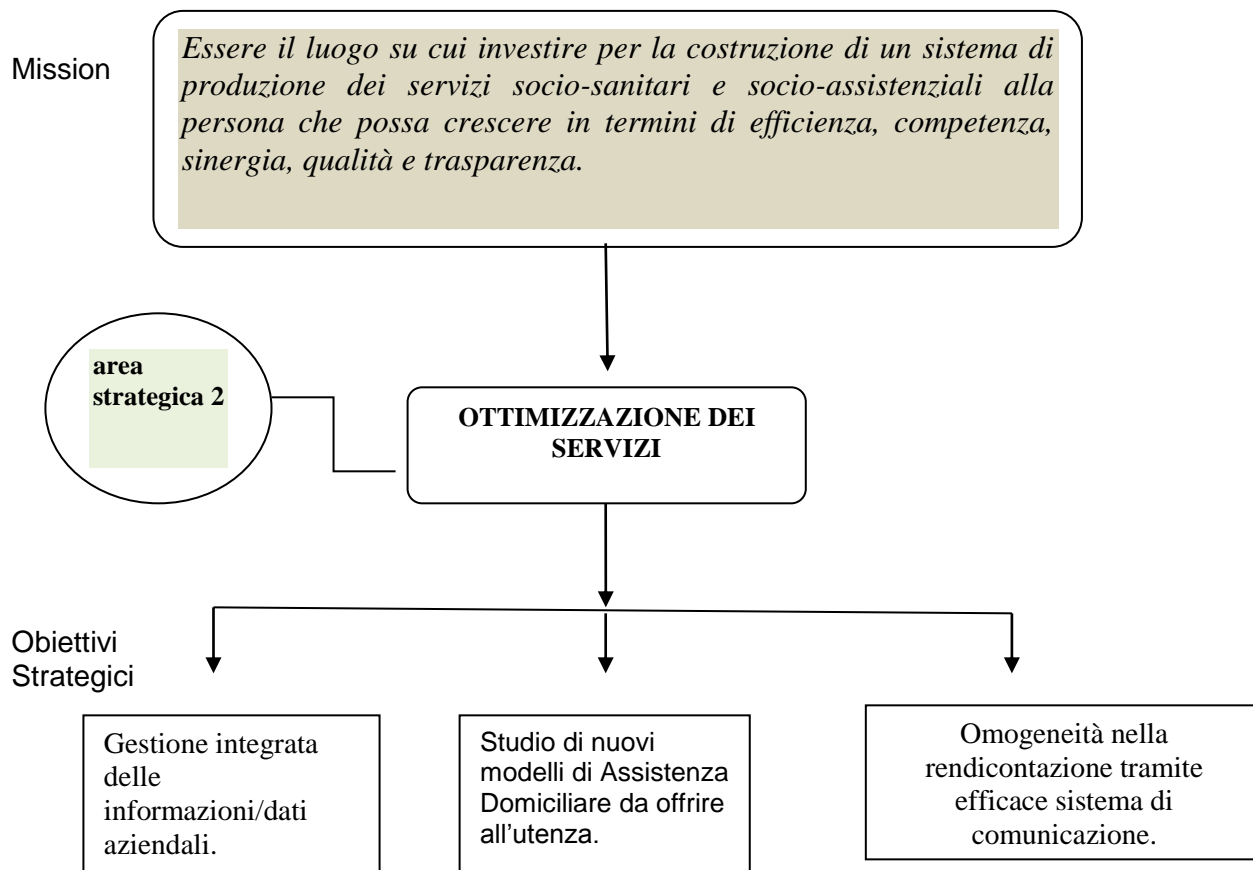 Mission
Essere il luogo su cui investire per la costruzione di un sistema di
produzione dei servizi socio-sanitari e socio-assistenziali alla
persona che possa crescere in termini di efficienza, competenza,
sinergia, qualità e trasparenza.
area
strategica 2
OTTIMIZZAZIONE DEI
SERVIZI
Obiettivi
Strategici
Gestione integrata
delle
informazioni/dati
aziendali.
Studio di nuovi
modelli di Assistenza
Domiciliare da offrire
all’utenza.
Omogeneità nella
rendicontazione tramite
efficace sistema di
comunicazione.